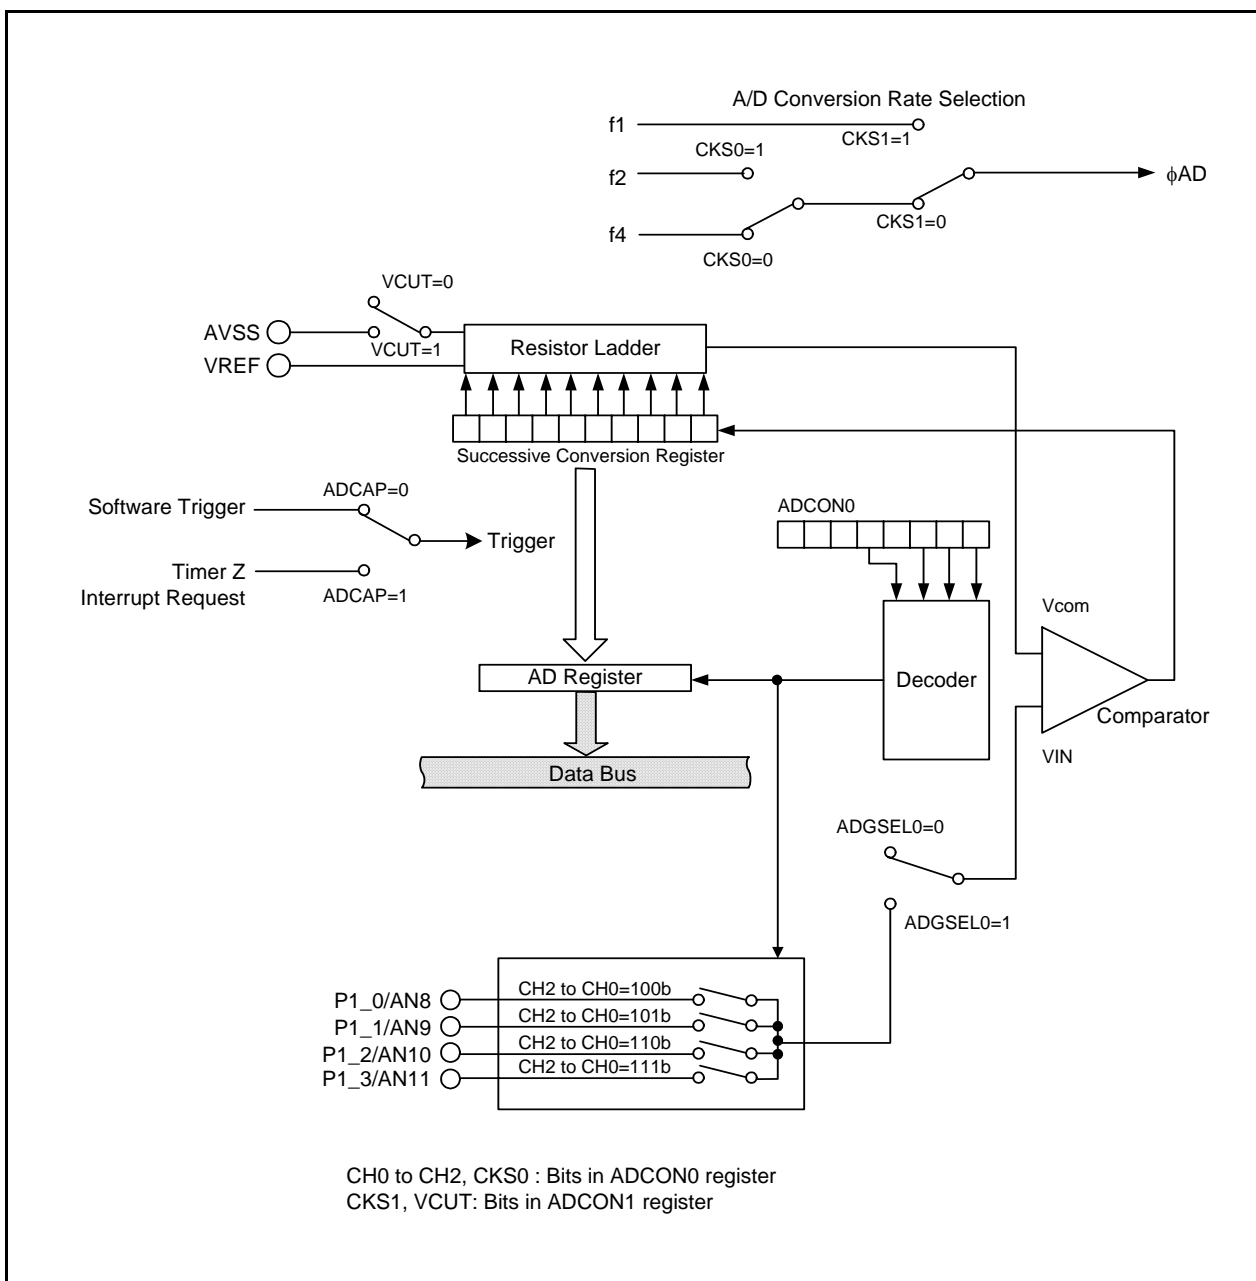 A/D Conversion Rate Selection
f1
CKS1=1
CKS0=1
f2
ϕAD
CKS1=0
f4
CKS0=0
VCUT=0
AVSS
VCUT=1
VREF
Resistor Ladder
Successive Conversion Register
Software Trigger
ADCAP=0
Trigger
Timer Z
Interrupt Request
ADCAP=1
ADCON0
Vcom
Decoder
Comparator
VIN
AD Register
Data Bus
ADGSEL0=0
ADGSEL0=1
P1_0/AN8
CH2 to CH0=100b
P1_1/AN9
CH2 to CH0=101b
P1_2/AN10
CH2 to CH0=110b
P1_3/AN11
CH2 to CH0=111b
CH0 to CH2, CKS0 : Bits in ADCON0 register
CKS1, VCUT: Bits in ADCON1 register